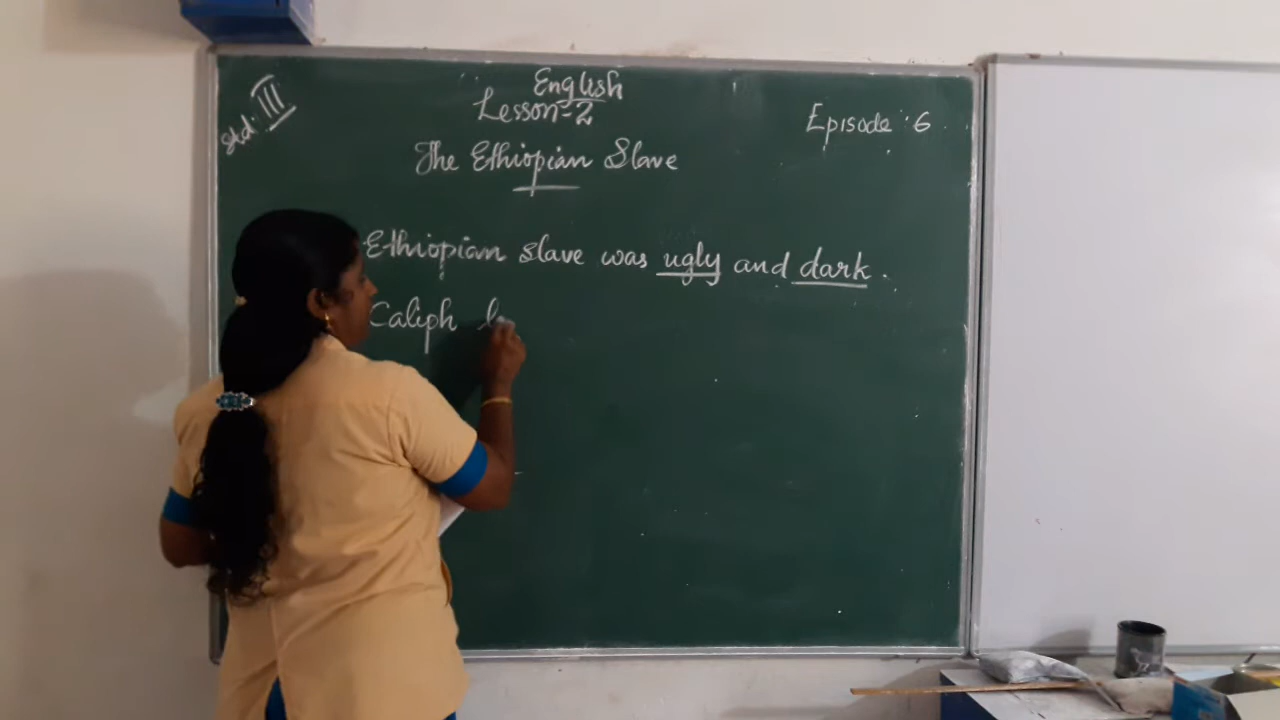 English
Std: III
Lesson-2
Episode : 6
The Ethiopian Slave
Ethiopian slave was ugly and dark.
Caliph